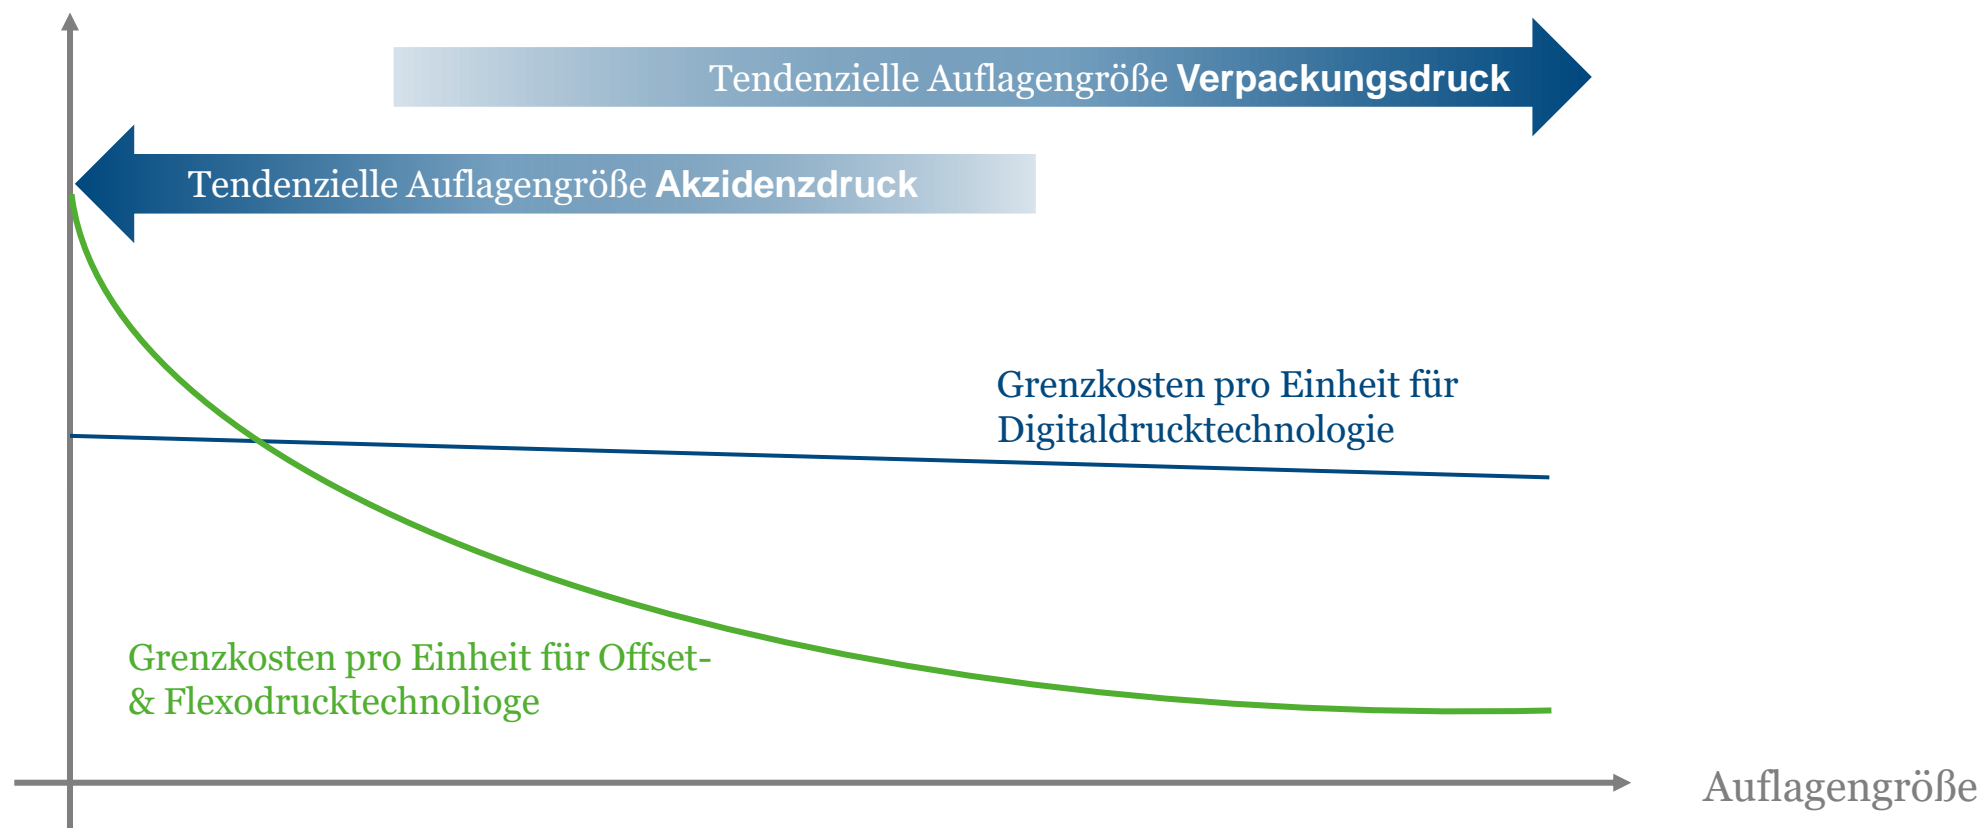 Tendenzielle Auflagengröße Verpackungsdruck
Tendenzielle Auflagengröße Akzidenzdruck
Grenzkosten pro Einheit für
Digitaldrucktechnologie
Grenzkosten pro Einheit für Offset-
& Flexodrucktechnolioge
Auflagengröße